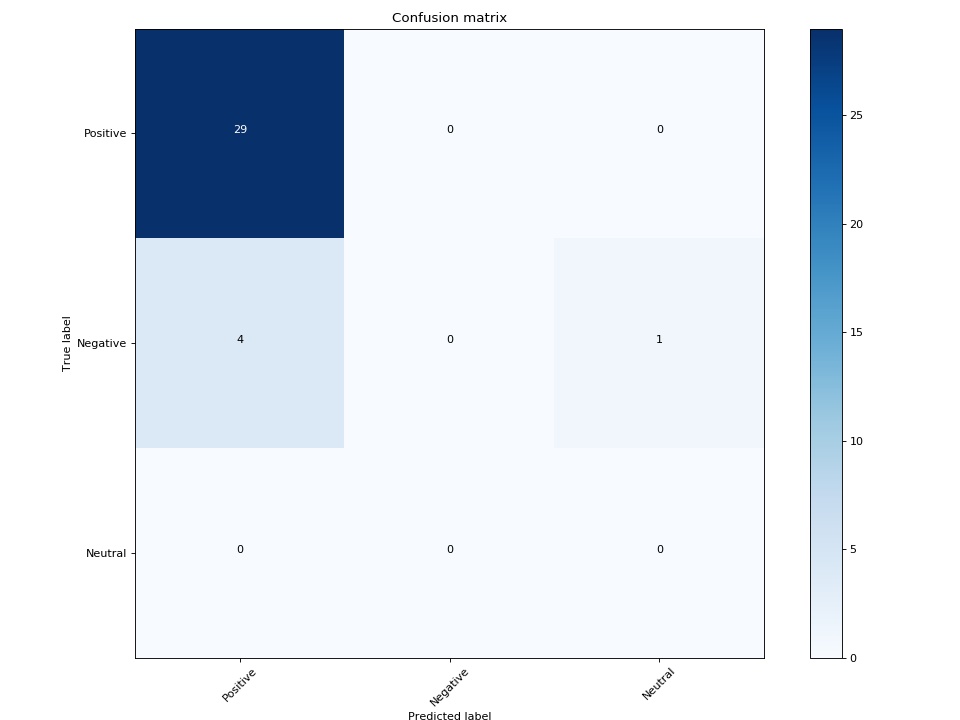 Confusion matrix
Positive
29
0
0
25
20
Negative
4
0
1
15
10
True label
Neutral
0
0
0
5
0
Positive
Negative
Neutral
Predicted label